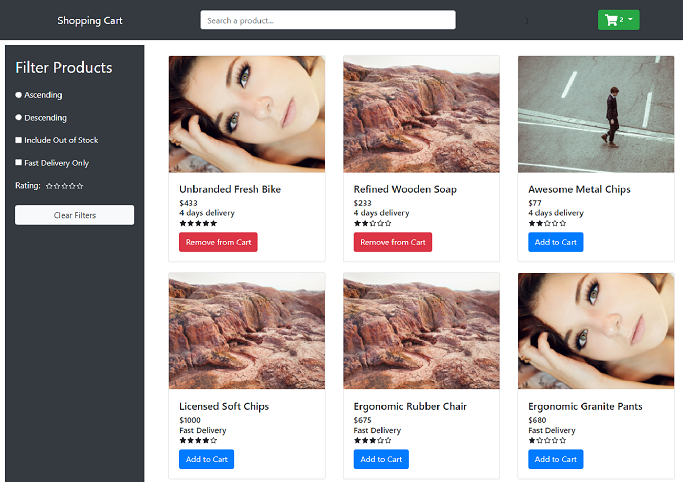 Shopping Cart
Search a product...
2
Filter Products
Ascending
Descending
Include Out of Stock
Fast Delivery Only
Rating: ☆☆☆☆☆
Clear Filters
Unbranded Fresh Bike
$433
4 days delivery
★★★★★
Remove from Cart
Refined Wooden Soap
$233
4 days delivery
★★☆☆☆
Remove from Cart
Awesome Metal Chips
$77
4 days delivery
★★☆☆☆
Add to Cart
Licensed Soft Chips
$1000
Fast Delivery
★★★★☆
Add to Cart
Ergonomic Rubber Chair
$675
Fast Delivery
★★★☆☆
Add to Cart
Ergonomic Granite Pants
$680
Fast Delivery
★☆☆☆☆
Add to Cart